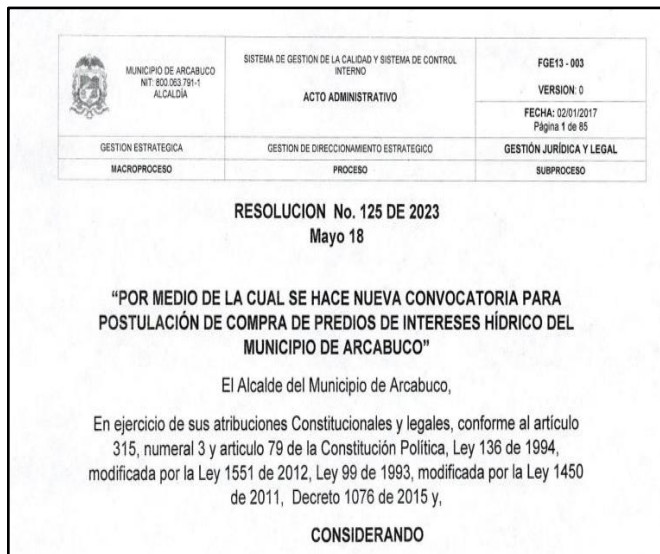 MUNICIPIO DE ARCABUCO
NIT: 800.063.791-1
ALCALDÍA
SISTEMA DE GESTION DE LA CALIDAD Y SISTEMA DE CONTROL
INTERNO
ACTO ADMINISTRATIVO
FGE13 - 003
VERSION: 0
FECHA: 02/01/2017
Página 1 de 85
GESTION ESTRATEGICA
GESTION DE DIRECCIONAMIENTO ESTRATEGICO
GESTIÓN JURÍDICA Y LEGAL
MACROPROCESO
PROCESO
SUBPROCESO
RESOLUCION No. 125 DE 2023
Mayo 18
“POR MEDIO DE LA CUAL SE HACE NUEVA CONVOCATORIA PARA
POSTULACIÓN DE COMPRA DE PREDIOS DE INTERESES HÍDRICO DEL
MUNICIPIO DE ARCABUCO”
El Alcalde del Municipio de Arcabuco,
En ejercicio de sus atribuciones Constitucionales y legales, conforme al artículo
315, numeral 3 y articulo 79 de la Constitución Política, Ley 136 de 1994,
modificada por la Ley 1551 de 2012, Ley 99 de 1993, modificada por la Ley 1450
de 2011, Decreto 1076 de 2015 y,
CONSIDERANDO